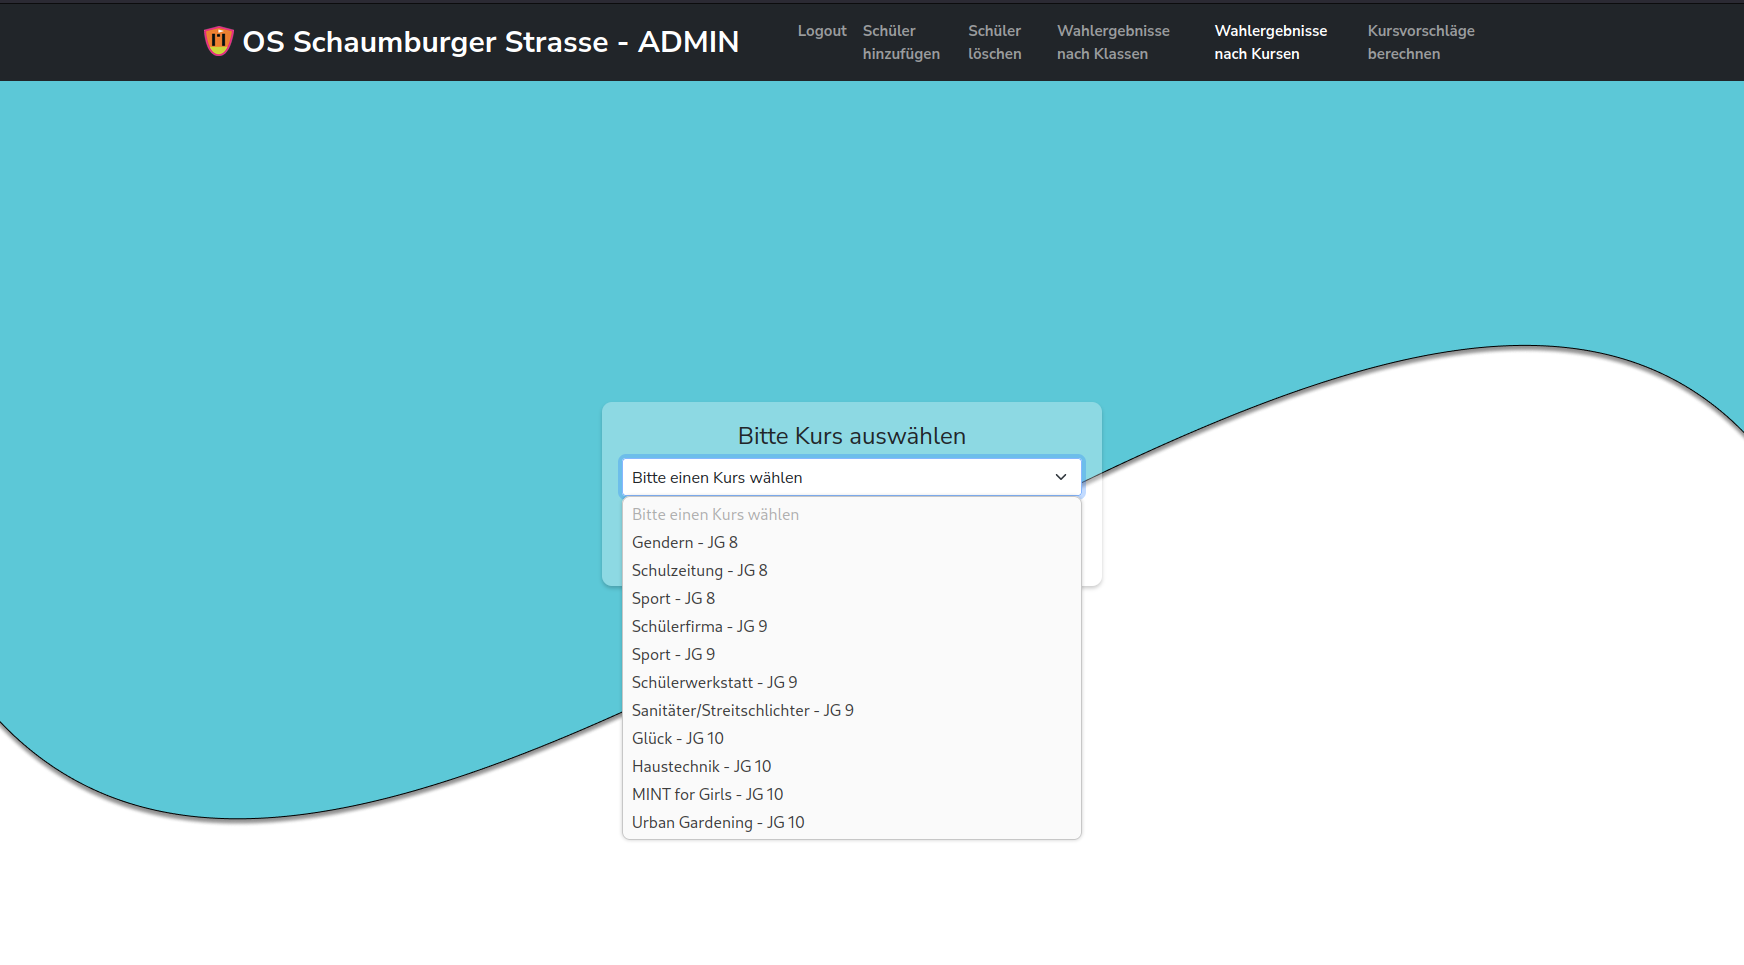 OS Schaumburger Strasse - ADMIN
Logout
Schüler
hinzufügen
Schüler
löschen
Wahlergebnisse
nach Klassen
Wahlergebnisse
nach Kursen
Kursvorschläge
berechnen
Bitte Kurs auswählen
Bitte einen Kurs wählen
Bitte einen Kurs wählen
Gendern - JG 8
Schulzeitung - JG 8
Sport - JG 8
Schülerfirma - JG 9
Sport - JG 9
Schülerwerkstatt - JG 9
Sanitäter/Streitschlichter - JG 9
Glück - JG 10
Haustechnik - JG 10
MINT for Girls - JG 10
Urban Gardening - JG 10